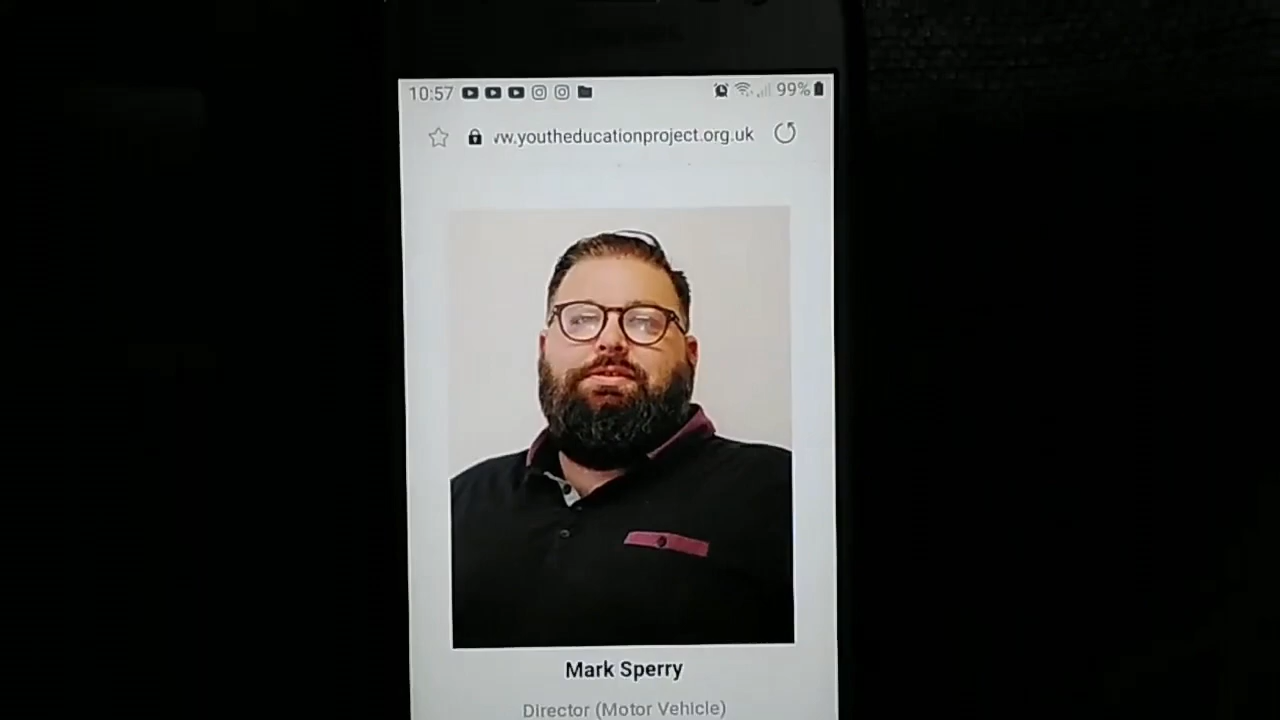 10:57 99%
vw.youtheducationproject.org.uk
Mark Sperry
Director (Motor Vehicle)